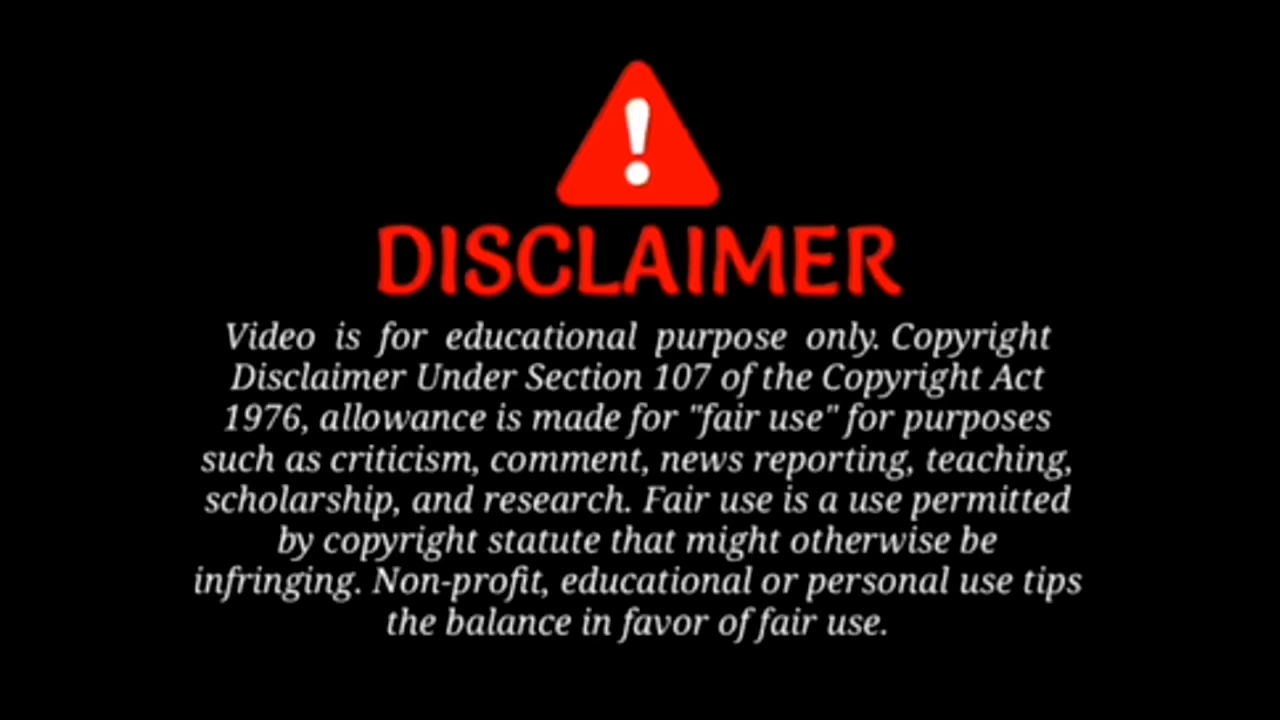 DISCLAIMER
Video is for educational purpose only. Copyright
Disclaimer Under Section 107 of the Copyright Act
1976, allowance is made for "fair use" for purposes
such as criticism, comment, news reporting, teaching,
scholarship, and research. Fair use is a use permitted
by copyright statute that might otherwise be
infringing. Non-profit, educational or personal use tips
the balance in favor of fair use.